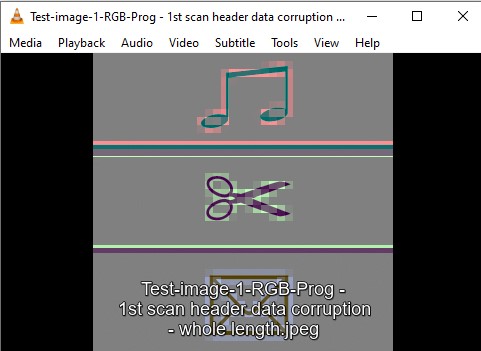 Test-image-1-RGB-Prog - 1st scan header data corruption ...
Media Playback Audio Video Subtitle Tools View Help
Test-image-1-RGB-Prog -
1st scan header data corruption
- whole length.jpeg